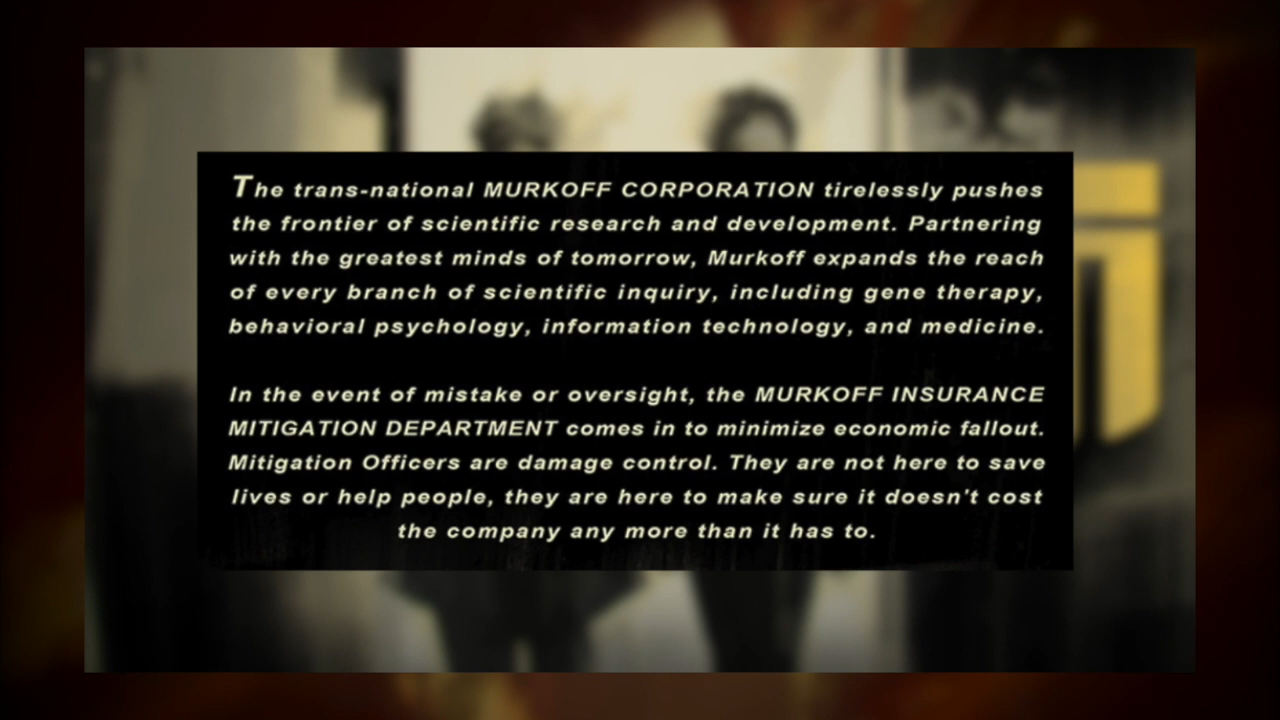 The trans-national MURKOFF CORPORATION tirelessly pushes
the frontier of scientific research and development. Partnering
with the greatest minds of tomorrow, Murkoff expands the reach
of every branch of scientific inquiry, including gene therapy,
behavioral psychology, information technology, and medicine.
In the event of mistake or oversight, the MURKOFF INSURANCE
MITIGATION DEPARTMENT comes in to minimize economic fallout.
Mitigation Officers are damage control. They are not here to save
lives or help people, they are here to make sure it doesn't cost
the company any more than it has to.